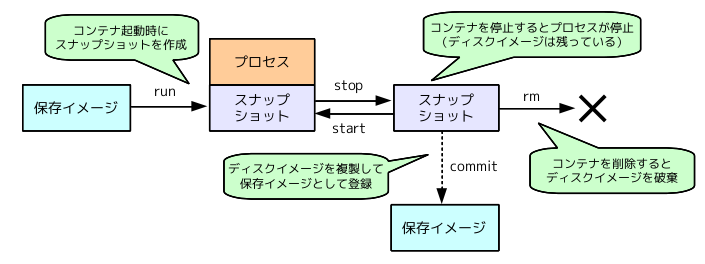 コンテナ起動時に
スナップショットを作成
コンテナを停止するとプロセスが停止
（ディスクイメージは残っている）
プロセス
保存イメージ
run
スナップ
ショット
stop
start
スナップ
ショット
rm
ディスクイメージを複製して
保存イメージとして登録
commit
コンテナを削除すると
ディスクイメージを破棄
保存イメージ